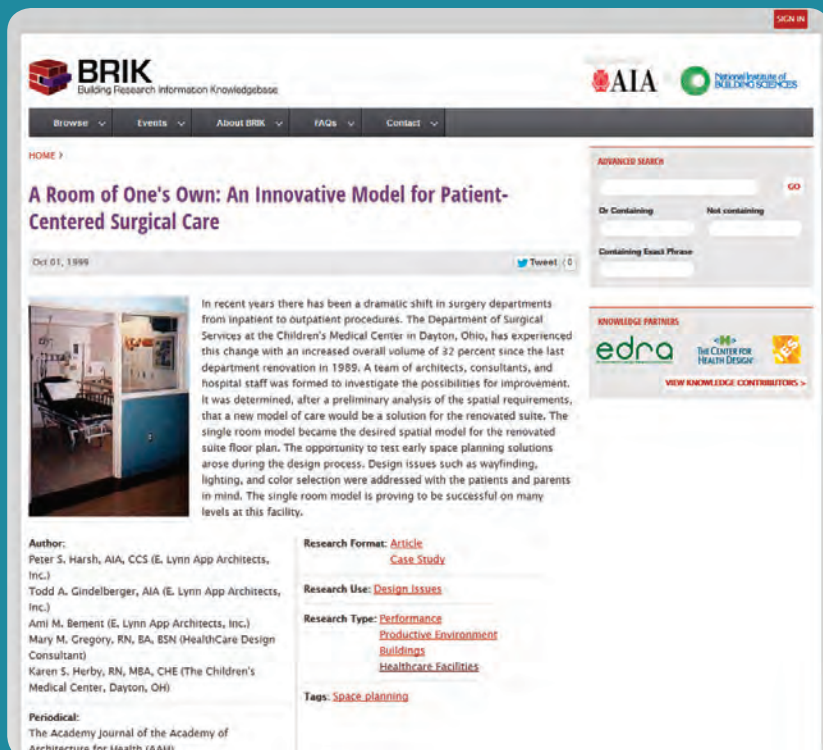 SIGN IN
BRIK
Building Research Information Knowledgebase
AIA
National Institute of
BUILDING SCIENCES
Browse
Events
About BRIK
FAQs
Contact
HOME >
A Room of One's Own: An Innovative Model for Patient-
Centered Surgical Care
Oct 01, 1999
Tweet 0
In recent years there has been a dramatic shift in surgery departments
from inpatient to outpatient procedures. The Department of Surgical
Services at the Children's Medical Center in Dayton, Ohio, has experienced
this change with an increased overall volume of 32 percent since the last
department renovation in 1989. A team of architects, consultants, and
hospital staff was formed to investigate the possibilities for improvement.
It was determined, after a preliminary analysis of the spatial requirements,
that a new model of care would be a solution for the renovated suite. The
single room model became the desired spatial model for the renovated
suite floor plan. The opportunity to test early space planning solutions
arose during the design process. Design issues such as wayfinding,
lighting, and color selection were addressed with the patients and parents
in mind. The single room model is proving to be successful on many
levels at this facility.
Author:
Peter S. Harsh, AIA, CCS (E. Lynn App Architects,
Inc.)
Todd A. Gindelberger, AIA (E. Lynn App Architects,
Inc.)
Ami M. Bement (E. Lynn App Architects, Inc.)
Mary M. Gregory, RN, BA, BSN (HealthCare Design
Consultant)
Karen S. Herby, RN, MBA, CHE (The Children's
Medical Center, Dayton, OH)
Periodical:
The Academy Journal of the Academy of
Architecture for Health (AAH)
Research Format: Article
Case Study
Research Use: Design Issues
Research Type: Performance
Productive Environment
Buildings
Healthcare Facilities
Tags: Space planning
ADVANCED SEARCH
GO
Or Containing
Not containing
Containing Exact Phrase
KNOWLEDGE PARTNERS
edra
THE CENTER FOR
HEALTH DESIGN
YES
VIEW KNOWLEDGE CONTRIBUTORS >